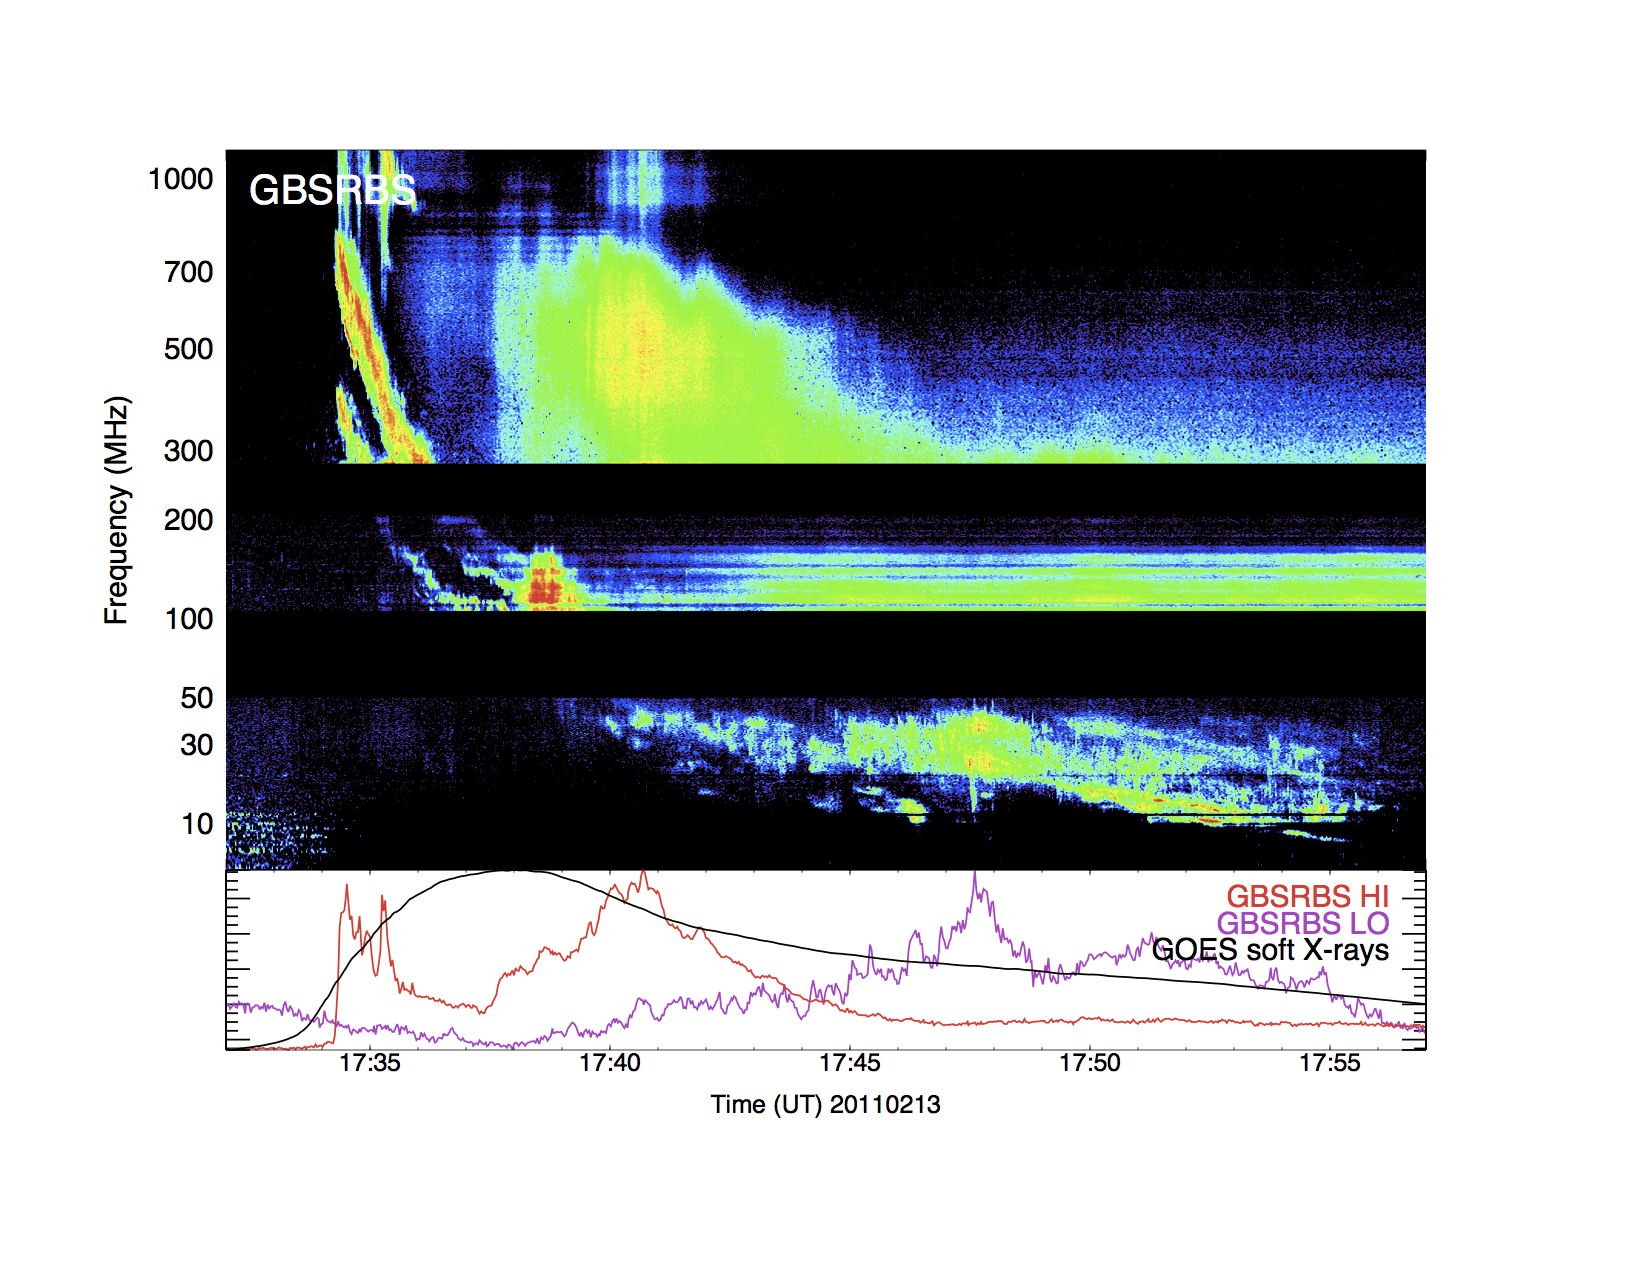 GBSRBS
1000
700
500
300
200
100
50
30
10
Frequency (MHz)
GBSRBS HI
GBSRBS LO
GOES soft X-rays
17:35 17:40 17:45 17:50 17:55
Time (UT) 20110213